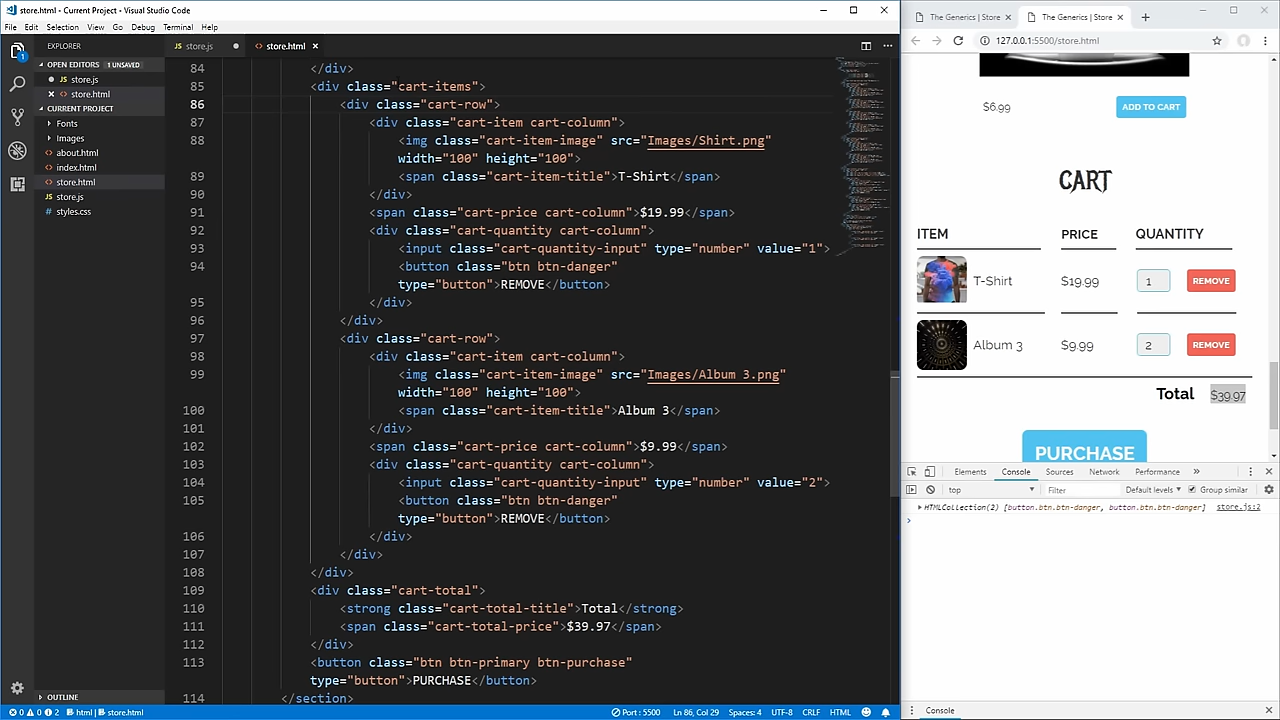 store.html • Current Project • Visual Studio Code
File Edit Selection View Go Debug Terminal Help
EXPLORER
OPEN EDITORS 1 UNSAVED
store.js
store.html
CURRENT PROJECT
Fonts
Images
about.html
index.html
store.html
store.js
styles.css
OUTLINE
store.js
store.html
84 </div>
85 <div class="cart-items">
86 <div class="cart-row">
87 <div class="cart-item cart-column">
88 <img class="cart-item-image" src="Images/Shirt.png"
width="100" height="100">
89 <span class="cart-item-title">T-Shirt</span>
90 </div>
91 <span class="cart-price cart-column">$19.99</span>
92 <div class="cart-quantity cart-column">
93 <input class="cart-quantity-input" type="number" value="1">
94 <button class="btn btn-danger"
type="button">REMOVE</button>
95 </div>
96 </div>
97 <div class="cart-row">
98 <div class="cart-item cart-column">
99 <img class="cart-item-image" src="Images/Album 3.png"
width="100" height="100">
100 <span class="cart-item-title">Album 3</span>
101 </div>
102 <span class="cart-price cart-column">$9.99</span>
103 <div class="cart-quantity cart-column">
104 <input class="cart-quantity-input" type="number" value="2">
105 <button class="btn btn-danger"
type="button">REMOVE</button>
106 </div>
107 </div>
108 </div>
109 <div class="cart-total">
110 <strong class="cart-total-title">Total</strong>
111 <span class="cart-total-price">$39.97</span>
112 </div>
113 <button class="btn btn-primary btn-purchase"
type="button">PURCHASE</button>
114 </section>
0 0 2 html | store.html
Port : 5500 Ln 86, Col 29 Spaces: 4 UTF-8 CRLF HTML
The Generics | Store The Generics | Store
127.0.0.1:5500/store.html
$6.99 ADD TO CART
CART
ITEM PRICE QUANTITY
T-Shirt $19.99 1 REMOVE
Album 3 $9.99 2 REMOVE
Total $39.97
PURCHASE
Elements Console Sources Network Performance »
top Filter Default levels Group similar
HTMLCollection(2) [button.btn.btn-danger, button.btn.btn-danger] store.js:2
Console